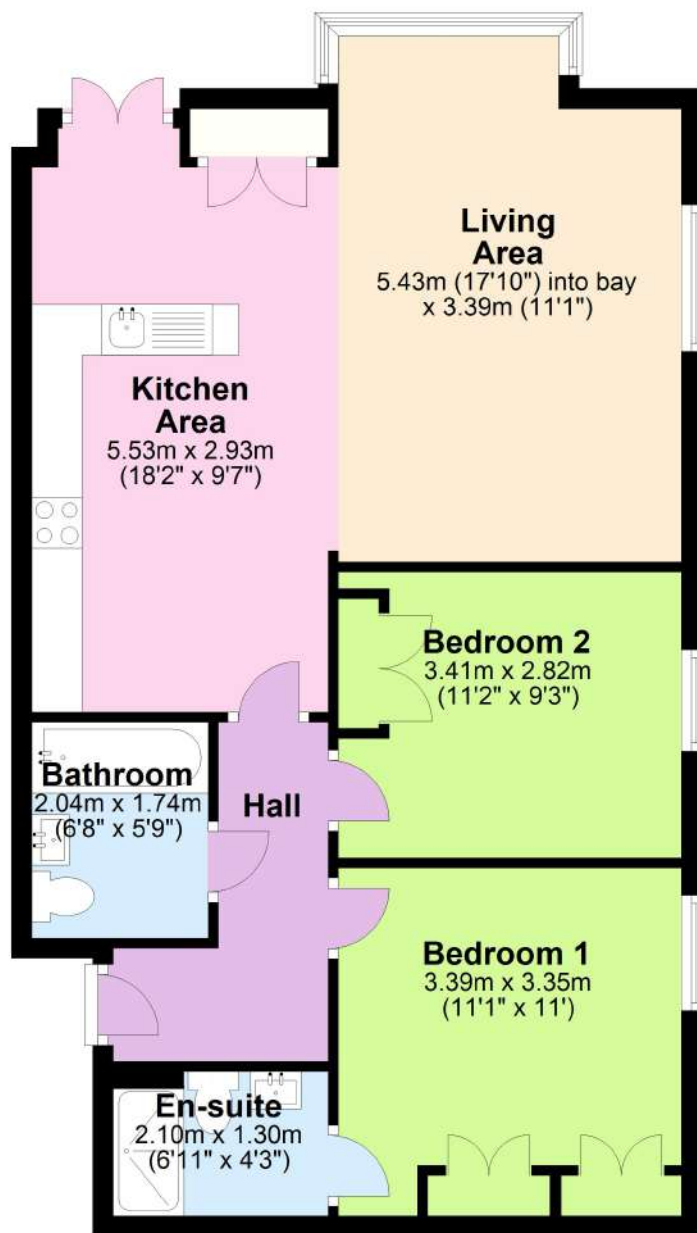 Living
Area
5.43m (17'10") into bay
x 3.39m (11'1")
Kitchen
Area
5.53m x 2.93m
(18'2" x 9'7")
Bedroom 2
3.41m x 2.82m
(11'2" x 9'3")
Bathroom
2.04m x 1.74m
(6'8" x 5'9")
Hall
Bedroom 1
3.39m x 3.35m
(11'1" x 11')
En-suite
2.10m x 1.30m
(6'11" x 4'3")